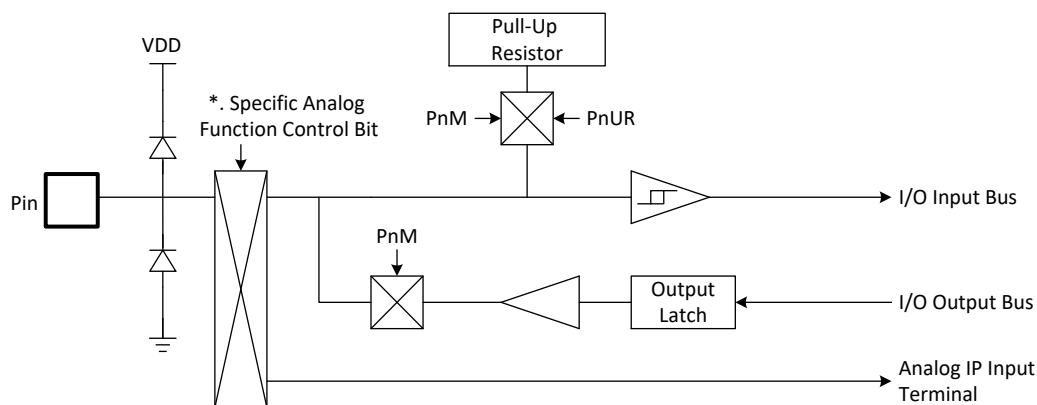 Pull-Up
Resistor
VDD
*. Specific Analog
Function Control Bit
PnM
PnUR
Pin
I/O Input Bus
PnM
Output
Latch
I/O Output Bus
Analog IP Input
Terminal